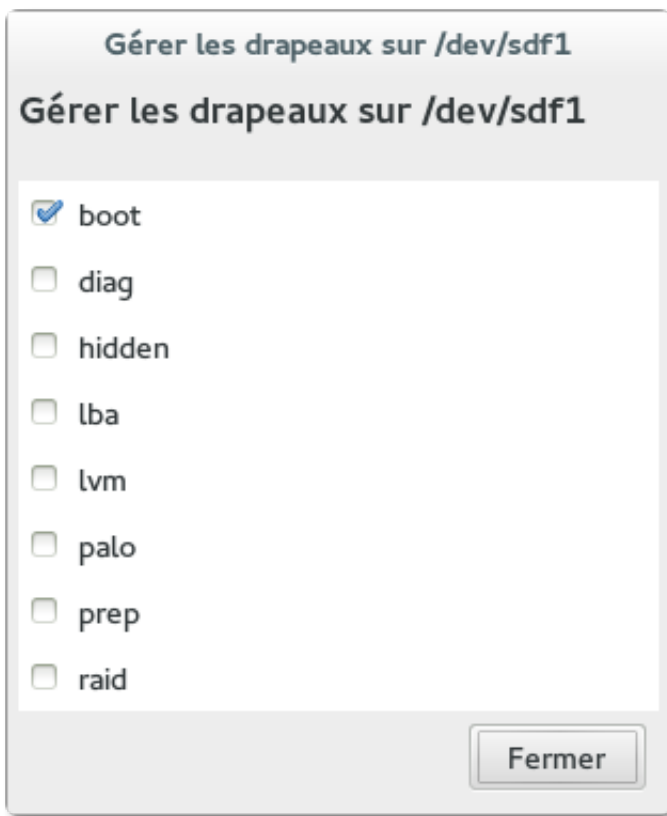 Gérer les drapeaux sur /dev/sdf1
Gérer les drapeaux sur /dev/sdf1
boot
diag
hidden
lba
lvm
palo
prep
raid
Fermer